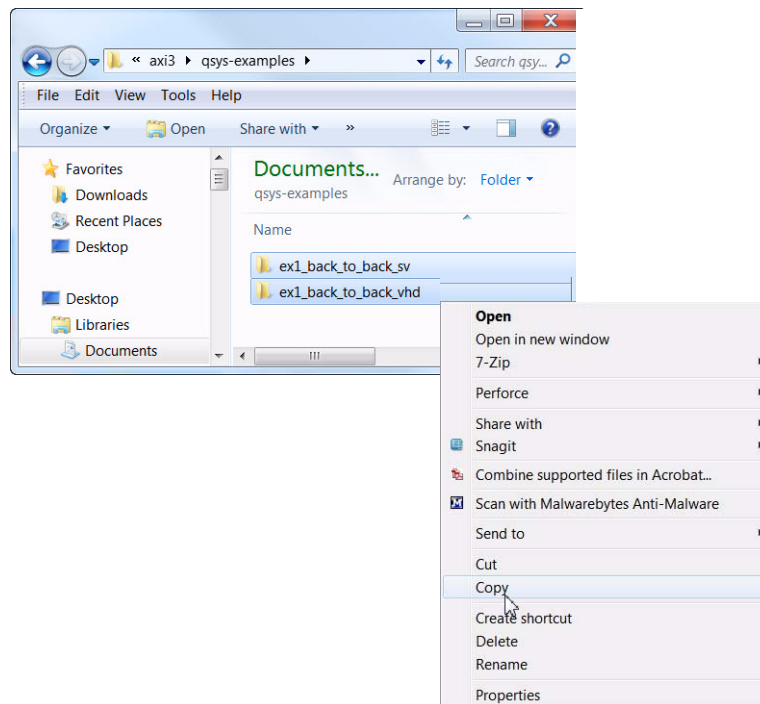 « axi3 ▸ qsys-examples ▸ Search qsy...
File Edit View Tools Help
Organize Open Share with »
Favorites
Downloads
Recent Places
Desktop
Desktop
Libraries
Documents
Documents...
qsys-examples
Arrange by: Folder
Name
ex1_back_to_back_sv
ex1_back_to_back_vhd
Open
Open in new window
7-Zip
Perforce
Share with
Snagit
Combine supported files in Acrobat...
Scan with Malwarebytes Anti-Malware
Send to
Cut
Copy
Create shortcut
Delete
Rename
Properties